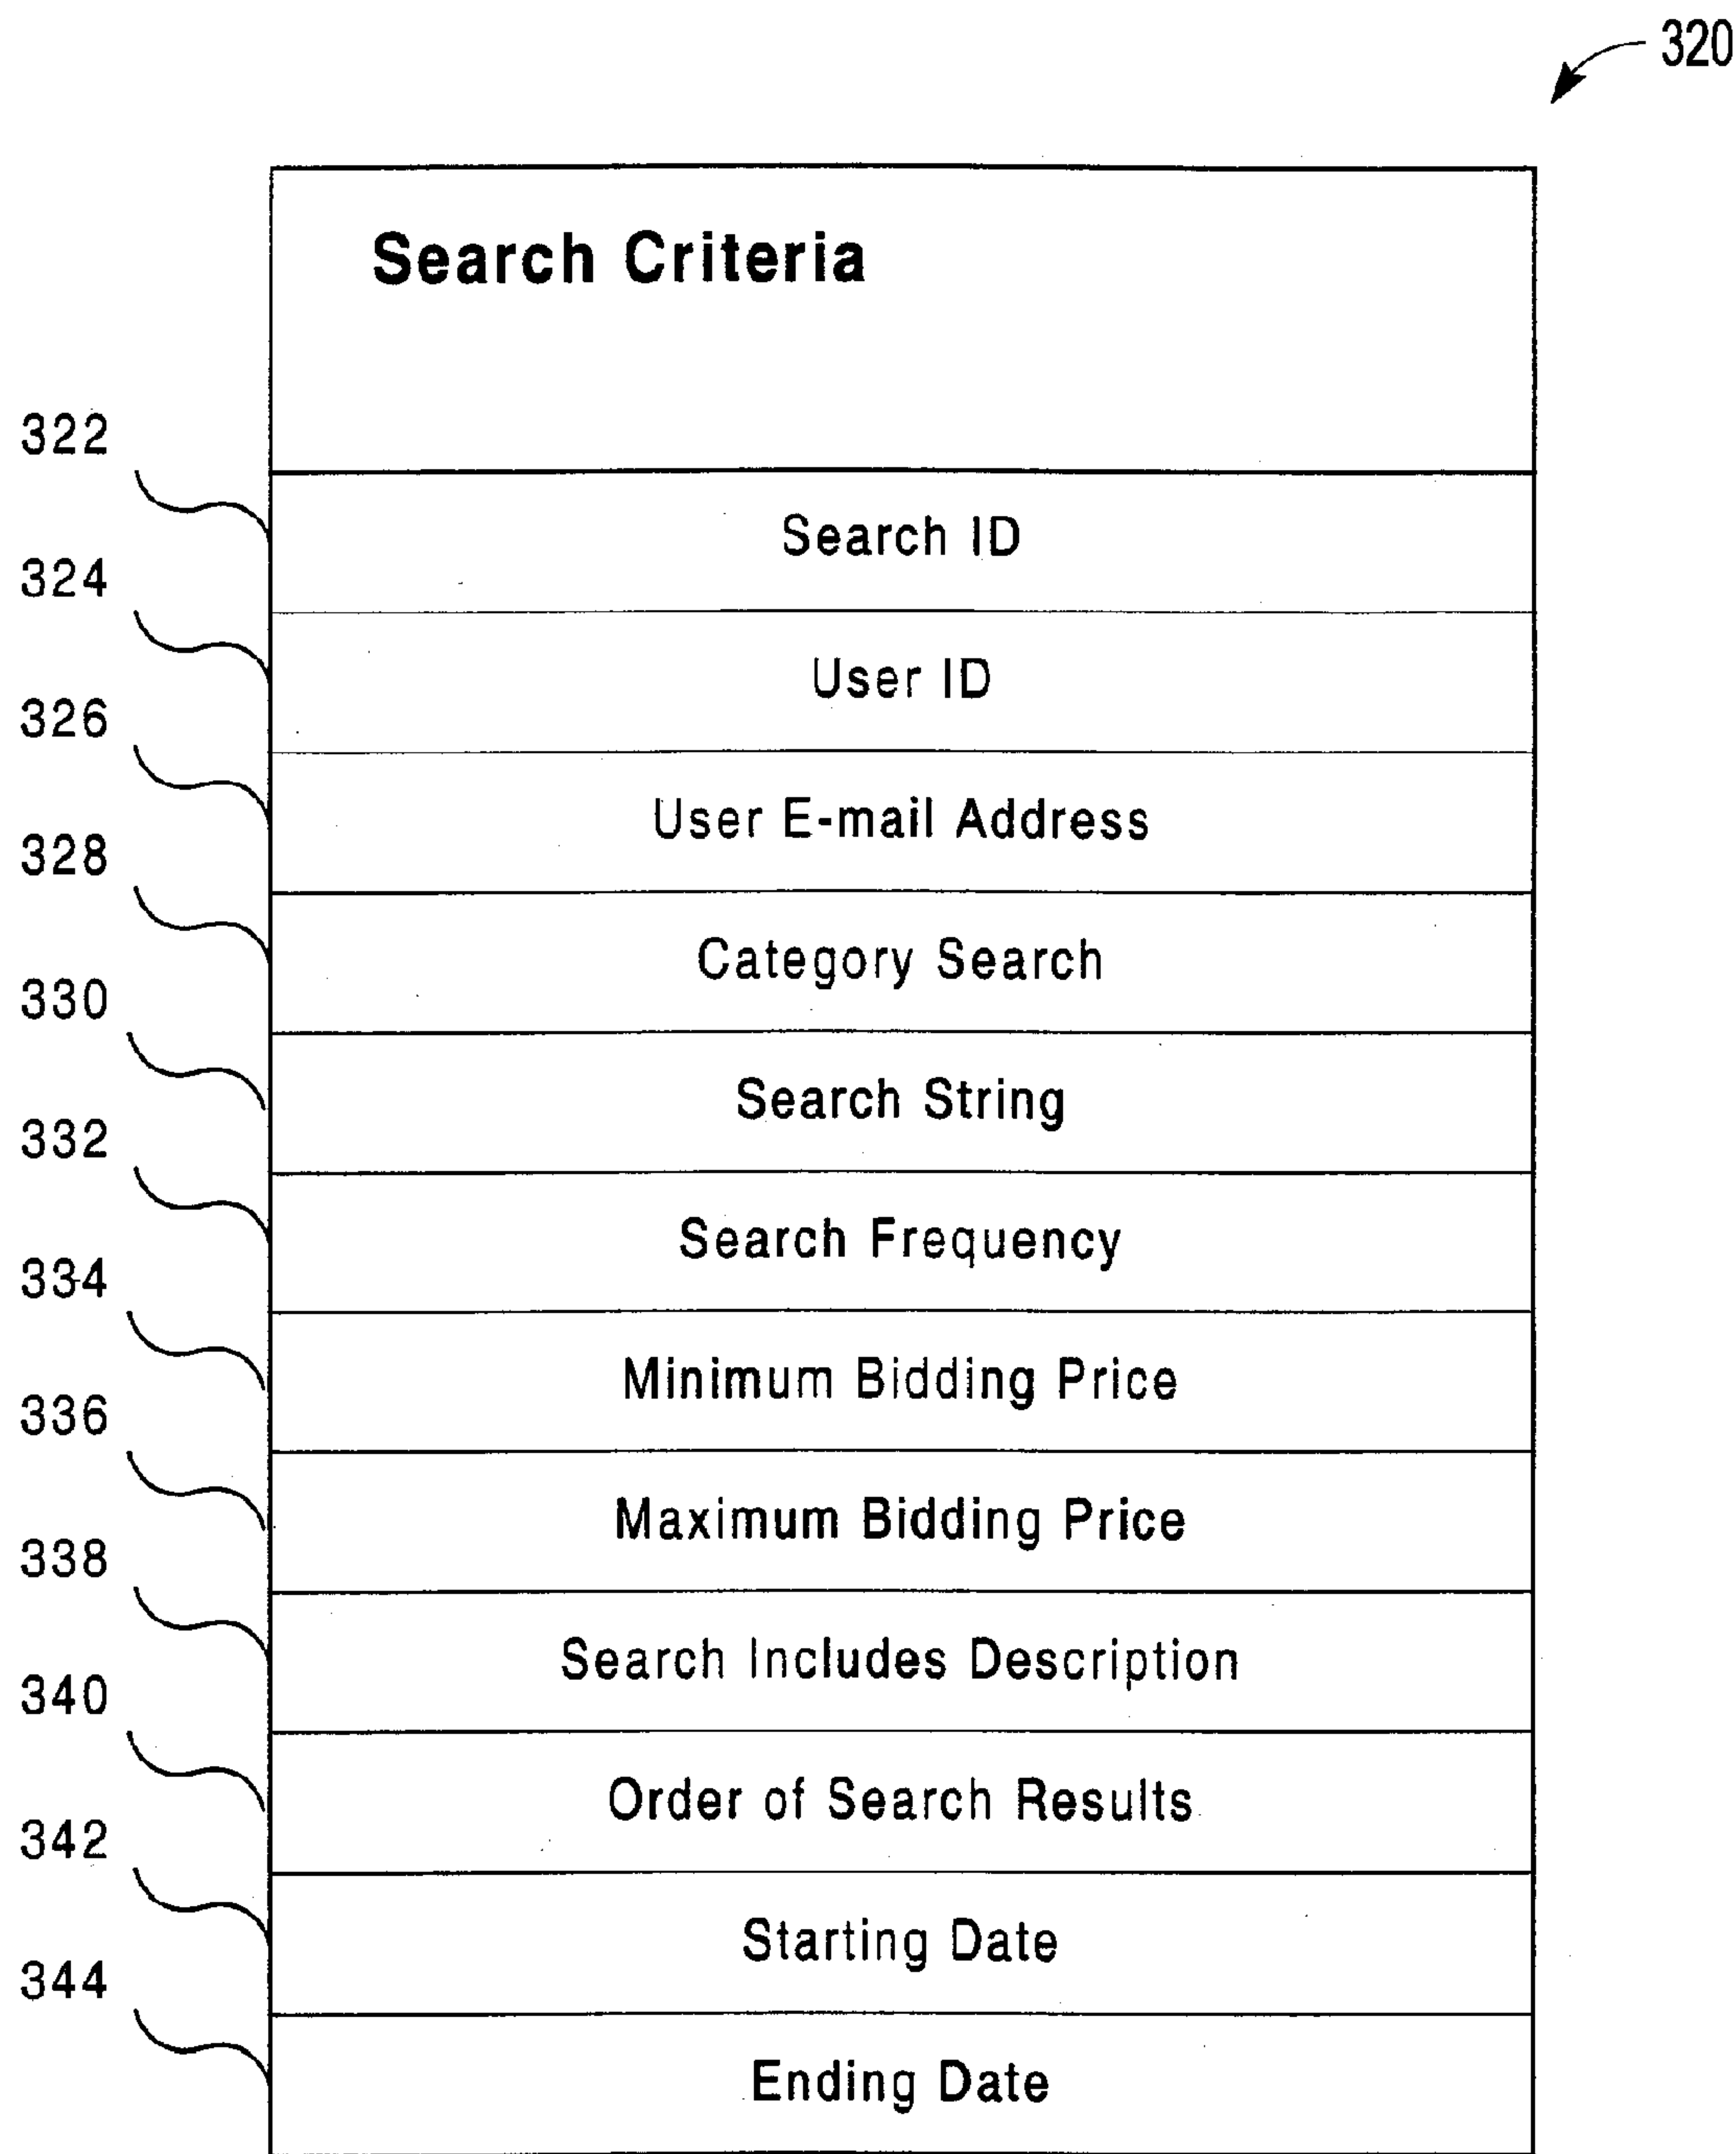 320
Search Criteria
322
Search ID
324
User ID
326
User E-mail Address
328
Category Search
330
Search String
332
Search Frequency
334
Minimum Bidding Price
336
Maximum Bidding Price
338
Search Includes Description
340
Order of Search Results
342
Starting Date
344
Ending Date